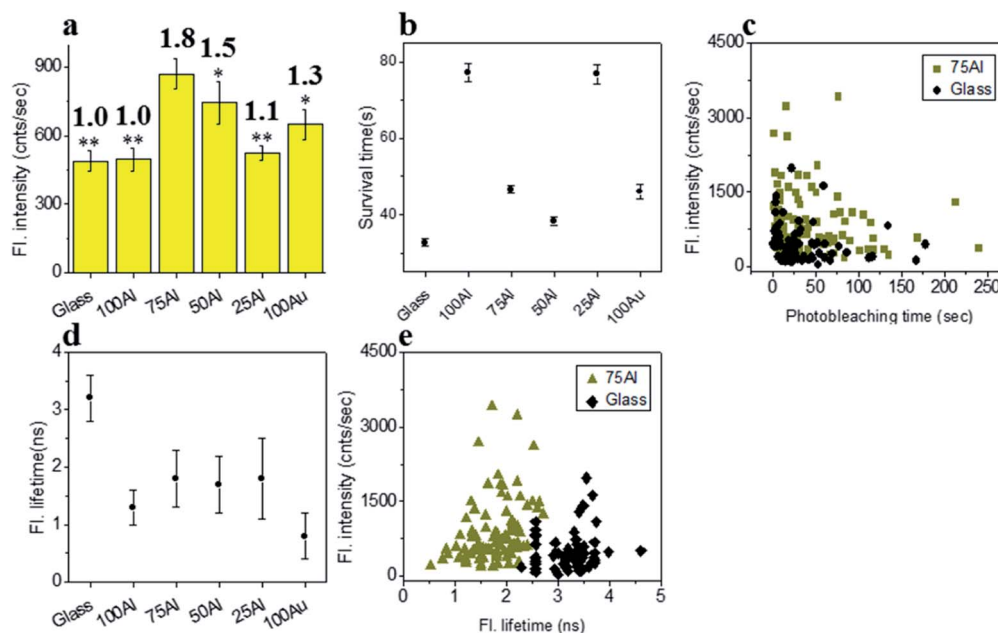 a
1.0
**
1.0
**
1.8
1.5
*
1.1
**
1.3
*
900
600
300
0
Fl. intensity (cnts/sec)
Glass 100Al 75Al 50Al 25Al 100Au
b
80
60
40
Survival time(s)
Glass 100Al 75Al 50Al 25Al 100Au
c
4500
3000
1500
0
Fl. intensity (cnts/sec)
75Al
Glass
0 50 100 150 200 250
Photobleaching time (sec)
d
4
3
2
1
0
Fl. lifetime(ns)
Glass 100Al 75Al 50Al 25Al 100Au
e
4500
3000
1500
0
Fl. intensity (cnts/sec)
75Al
Glass
0 1 2 3 4 5
Fl. lifetime (ns)